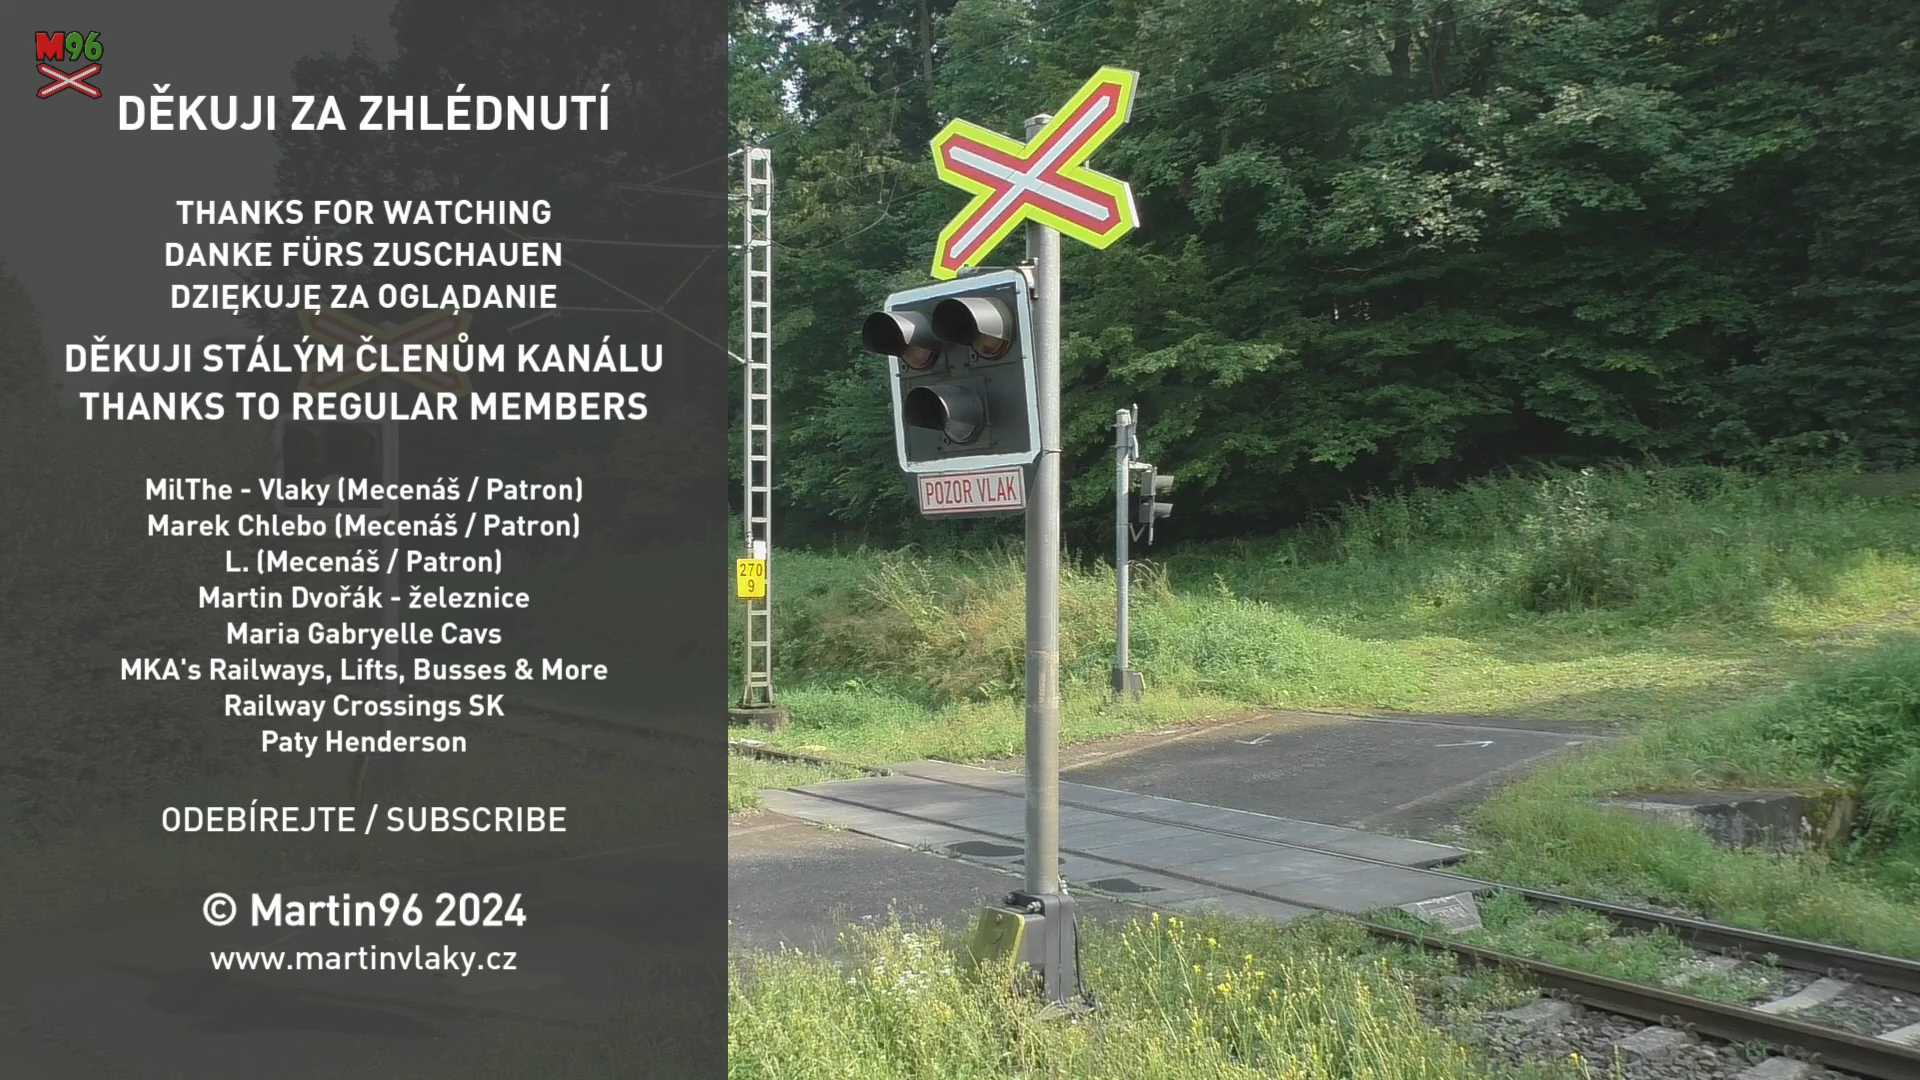 M96
DĚKUJI ZA ZHLÉDNUTÍ
THANKS FOR WATCHING
DANKE FÜRS ZUSCHAUEN
DZIĘKUJĘ ZA OGLĄDANIE
DĚKUJI STÁLÝM ČLENŮM KANÁLU
THANKS TO REGULAR MEMBERS
MilThe - Vlaky (Mecenáš / Patron)
Marek Chlebo (Mecenáš / Patron)
L. (Mecenáš / Patron)
Martin Dvořák - železnice
Maria Gabryelle Cavs
MKA's Railways, Lifts, Busses & More
Railway Crossings SK
Paty Henderson
ODEBÍREJTE / SUBSCRIBE
© Martin96 2024
www.martinvlaky.cz
POZOR VLAK
270
9